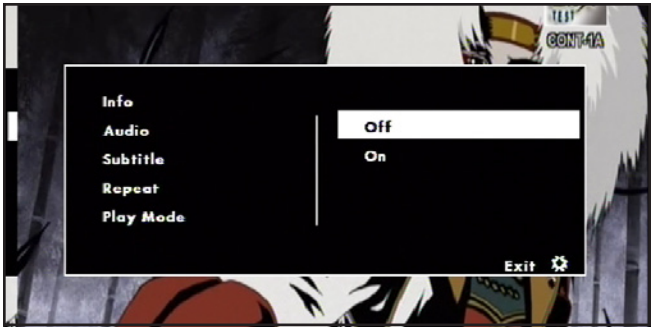 TEST
CONT-1A
Info
Audio
Subtitle
Repeat
Play Mode
Off
On
Exit